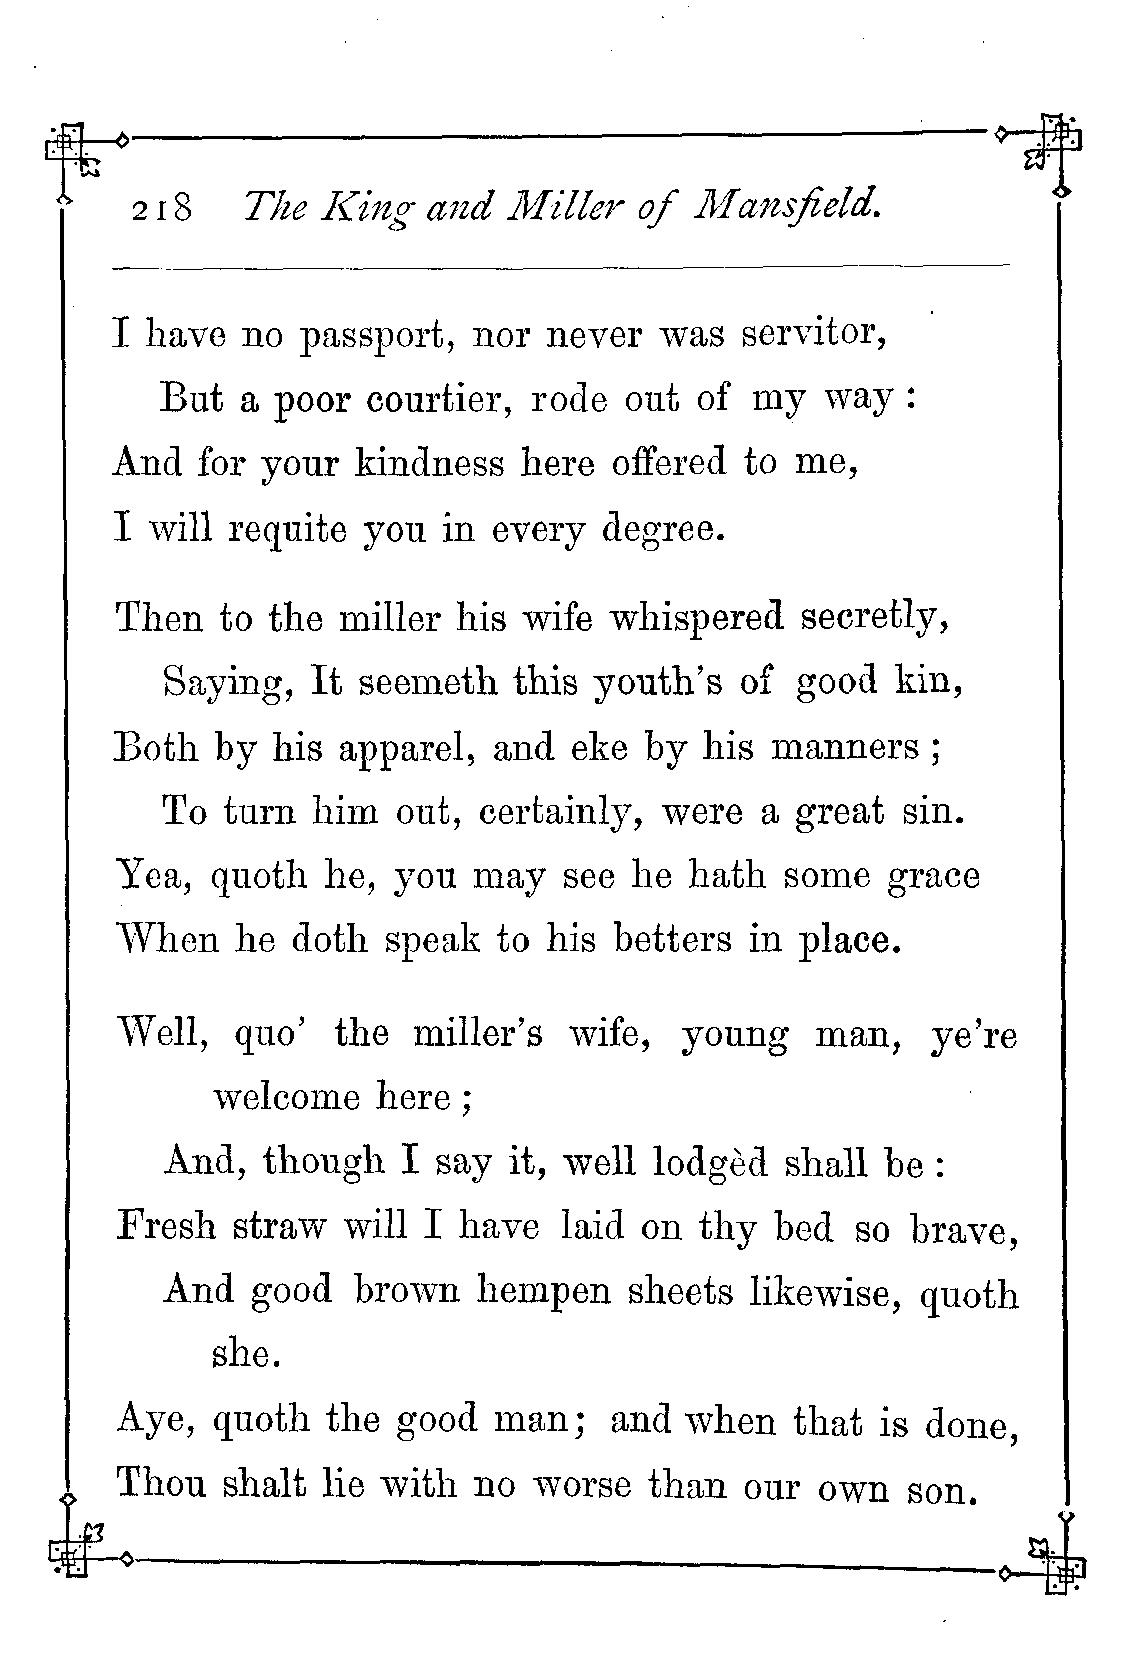 218 The King and Miller of Mansfield.
I have no passport, nor never was servitor,
But a poor courtier, rode out of my way :
And for your kindness here offered to me,
I will requite you in every degree.
Then to the miller his wife whispered secretly,
Saying, It seemeth this youth's of good kin,
Both by his apparel, and eke by his manners ;
To turn him out, certainly, were a great sin.
Yea, quoth he, you may see he hath some grace
When he doth speak to his betters in place.
Well, quo' the miller's wife, young man, ye're
welcome here ;
And, though I say it, well lodgèd shall be :
Fresh straw will I have laid on thy bed so brave,
And good brown hempen sheets likewise, quoth
she.
Aye, quoth the good man; and when that is done,
Thou shalt lie with no worse than our own son.